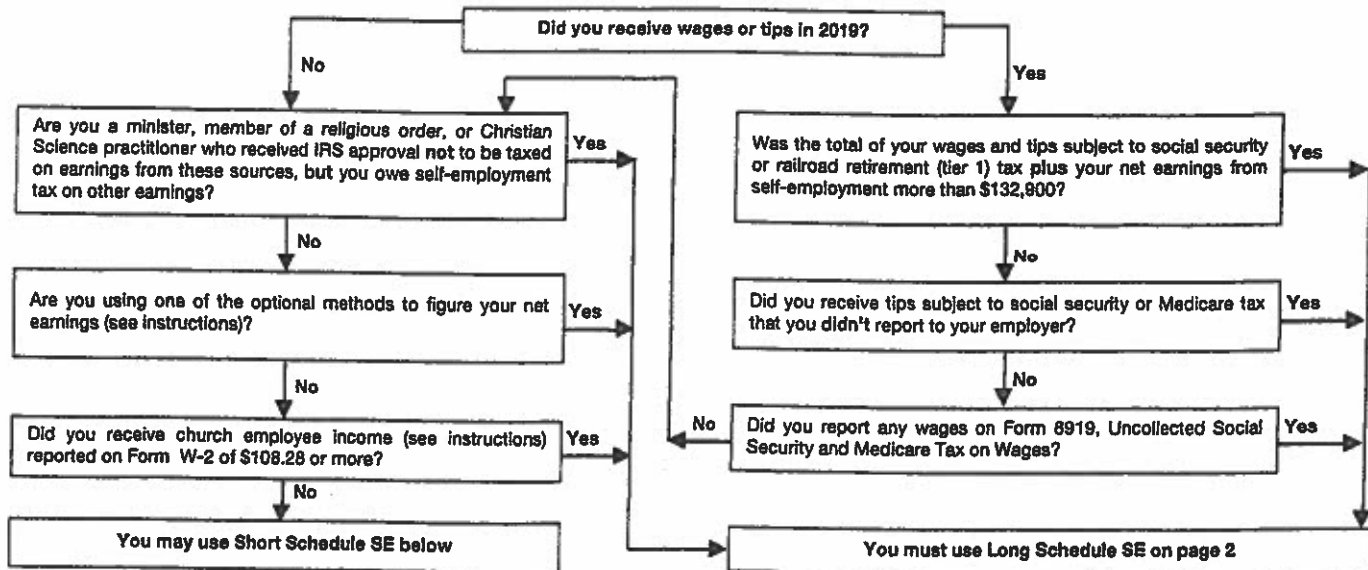 Did you receive wages or tips in 2019?
No
Yes
Are you a minister, member of a religious order, or Christian
Science practitioner who received IRS approval not to be taxed
on earnings from these sources, but you owe self-employment
tax on other earnings?
Yes
Was the total of your wages and tips subject to social security
or railroad retirement (tier 1) tax plus your net earnings from
self-employment more than $132,900?
Yes
No
No
Are you using one of the optional methods to figure your net
earnings (see instructions)?
Yes
Did you receive tips subject to social security or Medicare tax
that you didn't report to your employer?
Yes
No
No
Did you receive church employee income (see instructions)
reported on Form W-2 of $108.28 or more?
Yes
No
Did you report any wages on Form 8919, Uncollected Social
Security and Medicare Tax on Wages?
Yes
No
You may use Short Schedule SE below
You must use Long Schedule SE on page 2